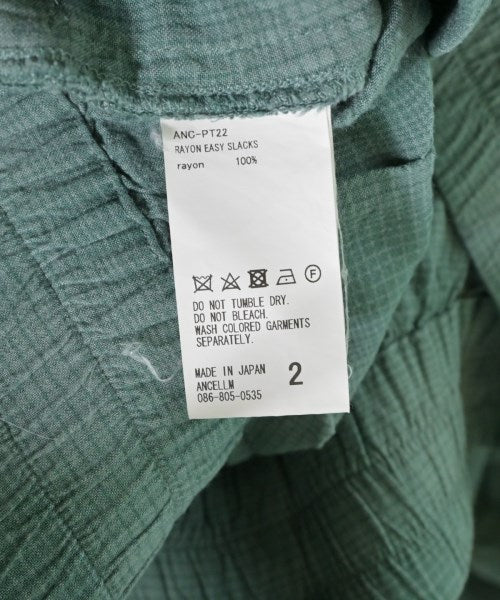 ANC-PT22
RAYON EASY SLACKS
rayon 100%
F
DO NOT TUMBLE DRY.
DO NOT BLEACH.
WASH COLORED GARMENTS
SEPARATELY.
MADE IN JAPAN
ANCELLM
086-805-0535
2